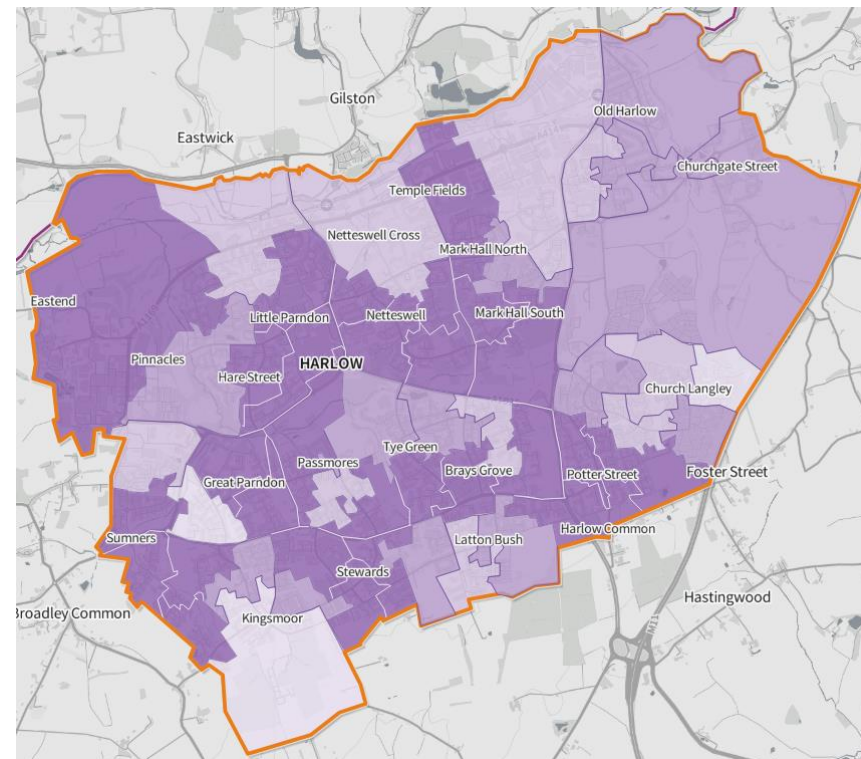 Gilston
Eastwick
Old Harlow
Churchgate Street
Temple Fields
Netteswell Cross
Mark Hall North
Eastend
Little Parndon
Netteswell
Mark Hall South
Pinnacles
Hare Street
HARLOW
Church Langley
Tye Green
Passmores
Great Parndon
Brays Grove
Potter Street
Foster Street
Sumners
Latton Bush
Harlow Common
Stewards
Broadley Common
Kingsmoor
Hastingwood
M11